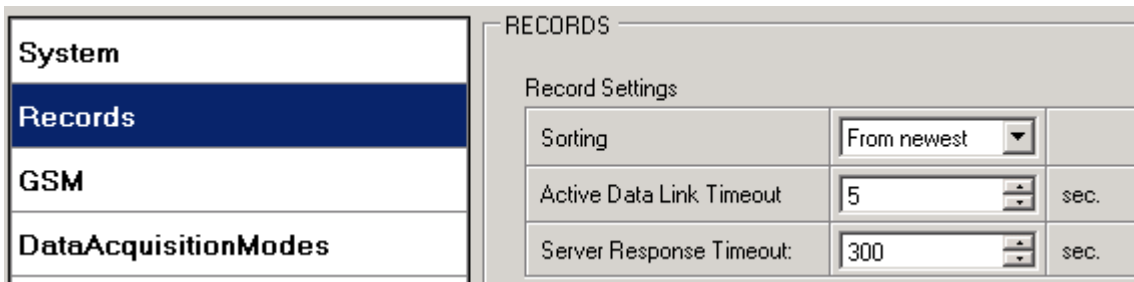 System
Records
GSM
DataAcquisitionModes
RECORDS
Record Settings
Sorting From newest
Active Data Link Timeout 5 sec.
Server Response Timeout: 300 sec.